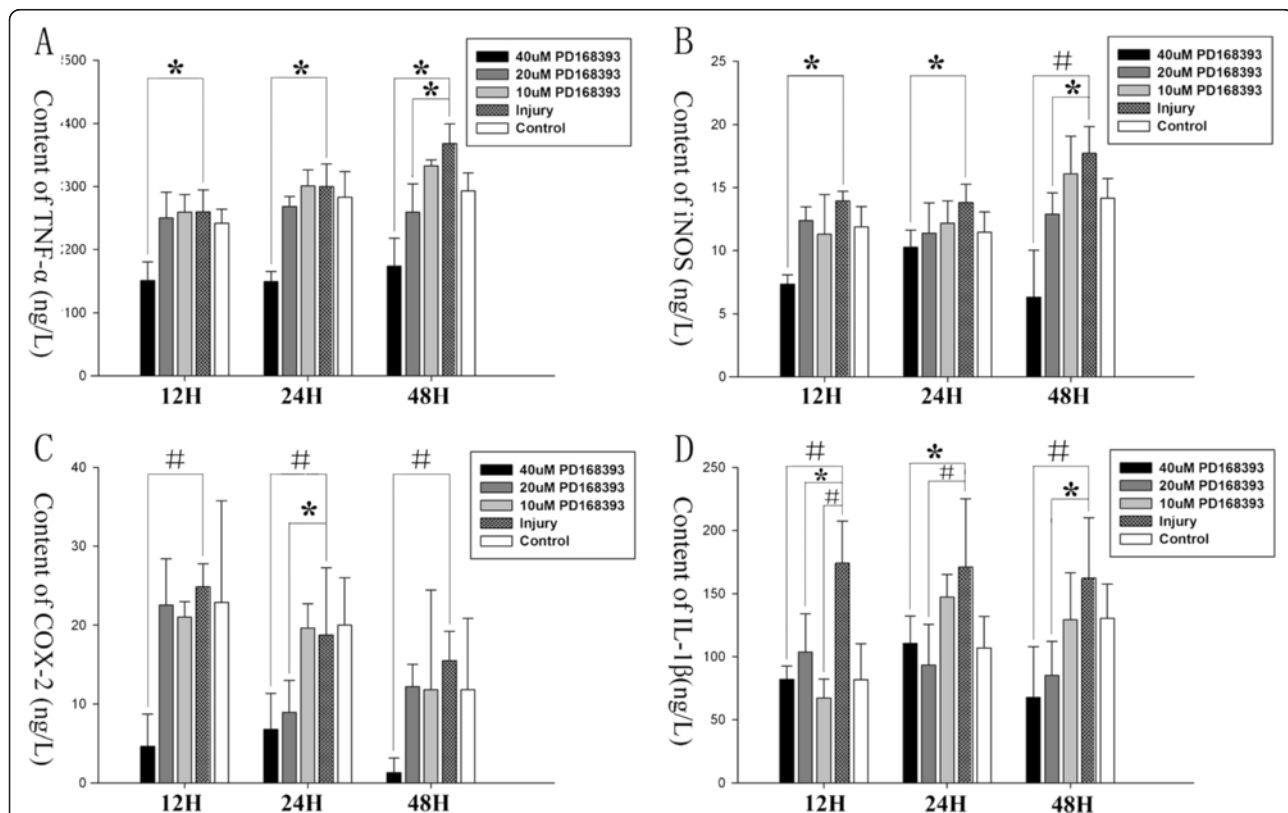 A
Content of TNF-α (ng/L)
500
400
300
200
100
0
* * * *
40uM PD168393
20uM PD168393
10uM PD168393
Injury
Control
12H 24H 48H
B
Content of iNOS (ng/L)
25
20
15
10
5
0
* * # *
40uM PD168393
20uM PD168393
10uM PD168393
Injury
Control
12H 24H 48H
C
Content of COX-2 (ng/L)
40
30
20
10
0
# # # *
40uM PD168393
20uM PD168393
10uM PD168393
Injury
Control
12H 24H 48H
D
Content of IL-1β(ng/L)
250
200
150
100
50
0
# * #
* #
# *
40uM PD168393
20uM PD168393
10uM PD168393
Injury
Control
12H 24H 48H